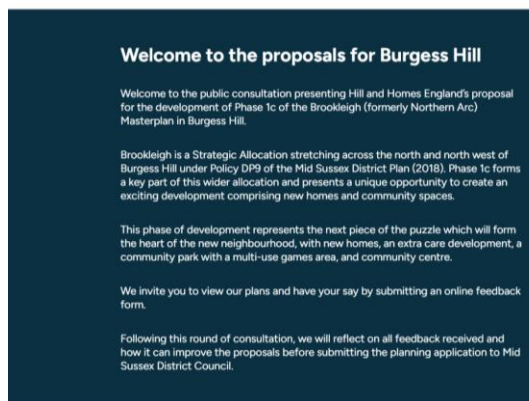 Welcome to the proposals for Burgess Hill
Welcome to the public consultation presenting Hill and Homes England's proposal
for the development of Phase 1c of the Brookleigh (formerly Northern Arc)
Masterplan in Burgess Hill.
Brookleigh is a Strategic Allocation stretching across the north and north west of
Burgess Hill under Policy DP9 of the Mid Sussex District Plan (2018). Phase 1c forms
a key part of this wider allocation and presents a unique opportunity to create an
exciting development comprising new homes and community spaces.
This phase of development represents the next piece of the puzzle which will form
the heart of the new neighbourhood, with new homes, an extra care development, a
community park with a multi-use games area, and community centre.
We invite you to view our plans and have your say by submitting an online feedback
form.
Following this round of consultation, we will reflect on all feedback received and
how it can improve the proposals before submitting the planning application to Mid
Sussex District Council.